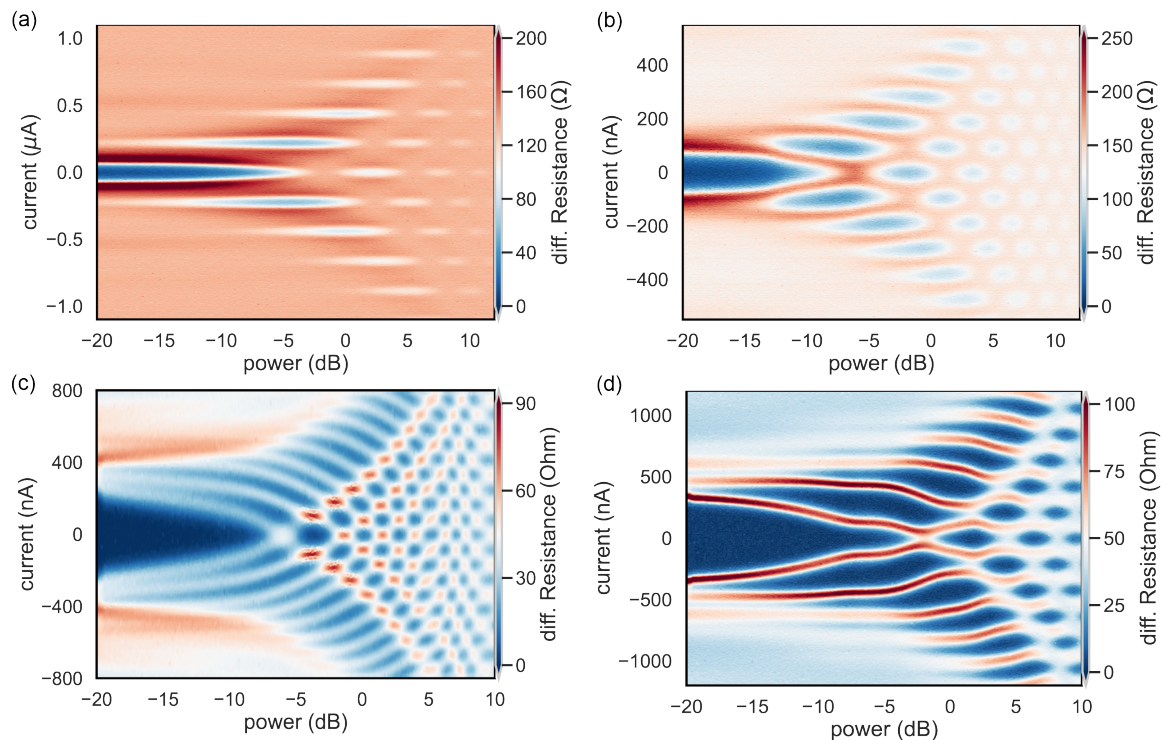 (a)
1.0
0.5
0.0
−0.5
−1.0
current (μA)
−20 −15 −10 −5 0 5 10
power (dB)
200
160
120
80
40
0
diff. Resistance (Ω)
(b)
400
200
0
−200
−400
current (nA)
−20 −15 −10 −5 0 5 10
power (dB)
250
200
150
100
50
0
diff. Resistance (Ω)
(c)
800
400
0
−400
−800
current (nA)
−20 −15 −10 −5 0 5 10
power (dB)
90
60
30
0
diff. Resistance (Ohm)
(d)
1000
500
0
−500
−1000
current (nA)
−20 −15 −10 −5 0 5 10
power (dB)
100
75
50
25
0
diff. Resistance (Ohm)